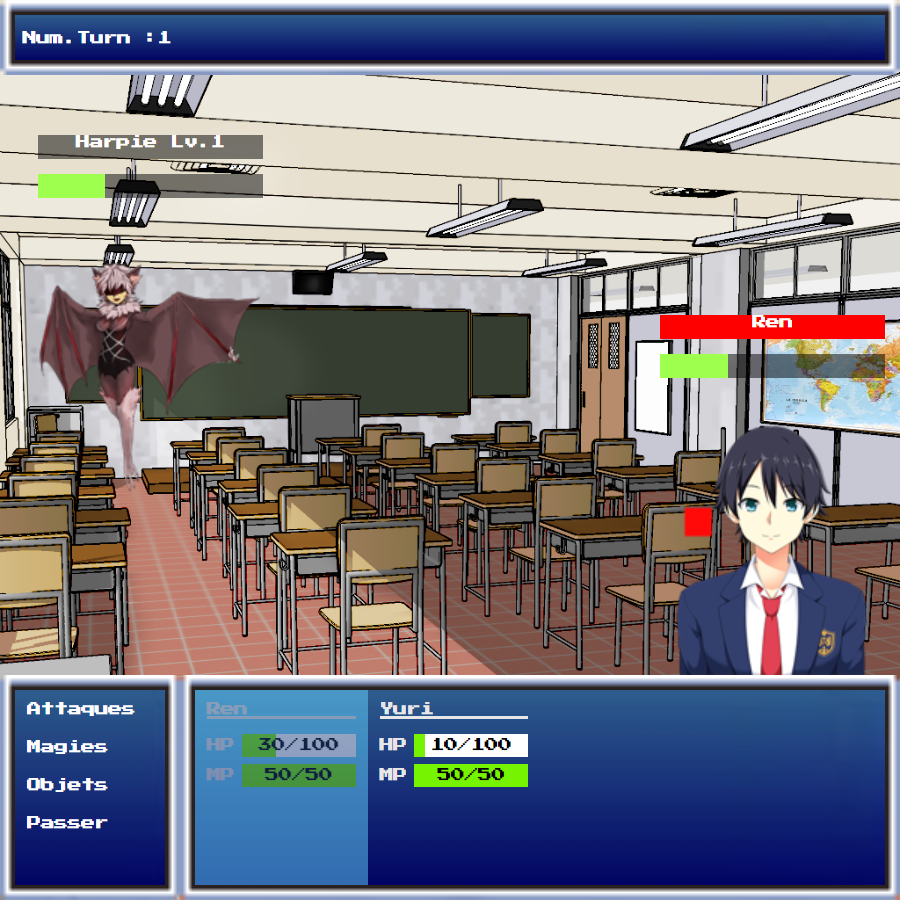 Num.Turn :1
Harpie Lv.1
Ren
Attaques
Magies
Objets
Passer
Ren
HP 30/100
MP 50/50
Yuri
HP 10/100
MP 50/50